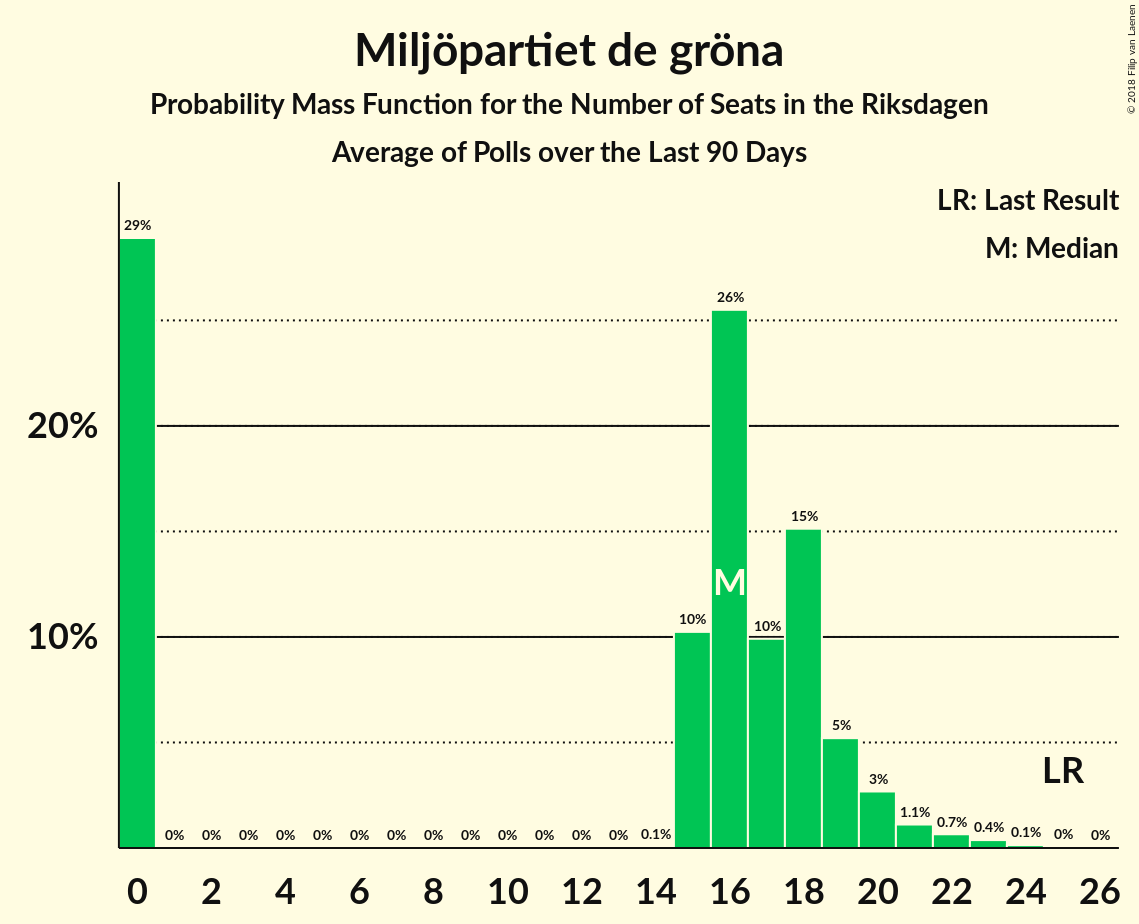 Miljöpartiet de gröna
Probability Mass Function for the Number of Seats in the Riksdagen
Average of Polls over the Last 90 Days
© 2018 Filip van Laenen
LR: Last Result
M: Median
29%
26%
20%
15%
M
10%
10%
10%
5%
LR
3%
1.1%
0% 0% 0% 0% 0% 0% 0% 0% 0% 0% 0% 0% 0% 0.1% 0.7% 0.4% 0.1% 0% 0%
0 2 4 6 8 10 12 14 16 18 20 22 24 26